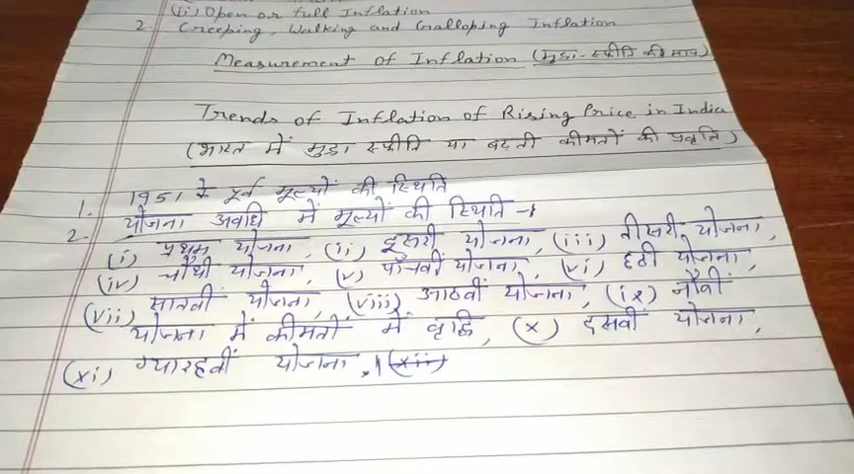 (ii) Open or full Inflation
2. Creeping, Walking and Gralloping Inflation
Measurement of Inflation (मुद्रा-स्फीति की माप)
Trends of Inflation of Rising Price in India
(भारत में मुद्रा स्फीति या बढ़ती कीमतों की प्रवृति)
1. 1951 से पूर्व मूल्यों की स्थिति
2. योजना अवधि में मूल्यों की स्थिति →
(i) प्रथम योजना, (ii) दूसरी योजना, (iii) तीसरी योजना,
(iv) चौथी योजना, (v) पाँचवीं योजना, (vi) छठी योजना,
(vii) सातवीं योजना, (viii) आठवीं योजना, (ix) नौवीं
योजना में कीमतों में वृद्धि, (x) दसवीं योजना,
(xi) ग्यारहवीं योजना, (xii)